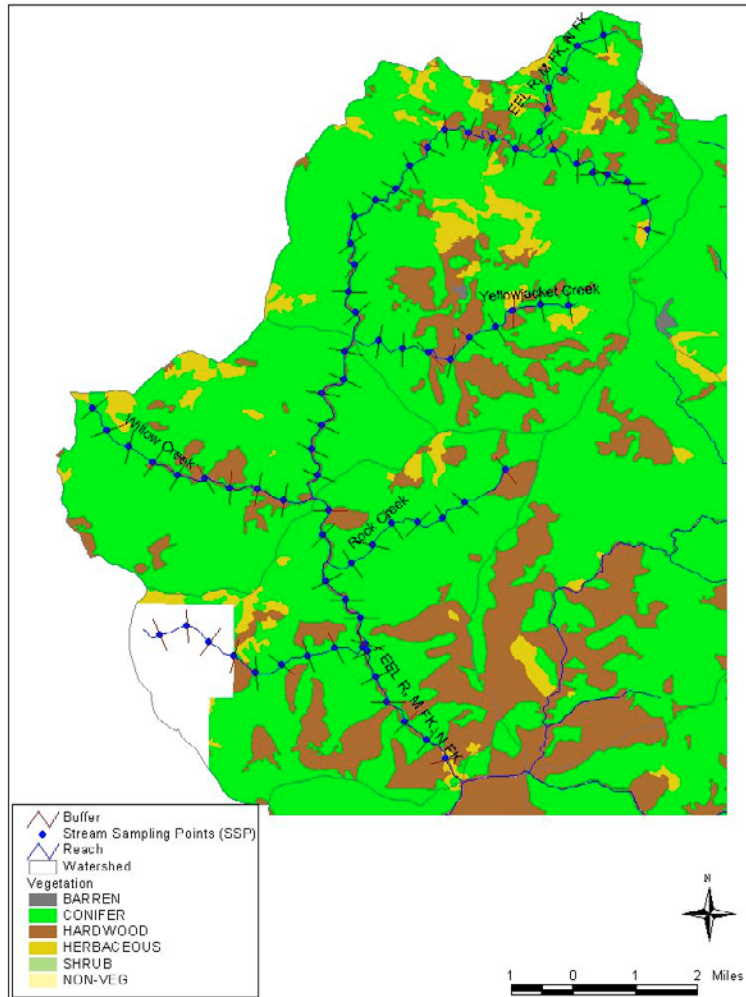 EEL R, M FK, N FK
Yellowjacket Creek
Willow Creek
Rock Creek
EEL R, M FK, N FK
Buffer
Stream Sampling Points (SSP)
Reach
Watershed
Vegetation
BARREN
CONIFER
HARDWOOD
HERBACEOUS
SHRUB
NON-VEG
N
1 0 1 2 Miles